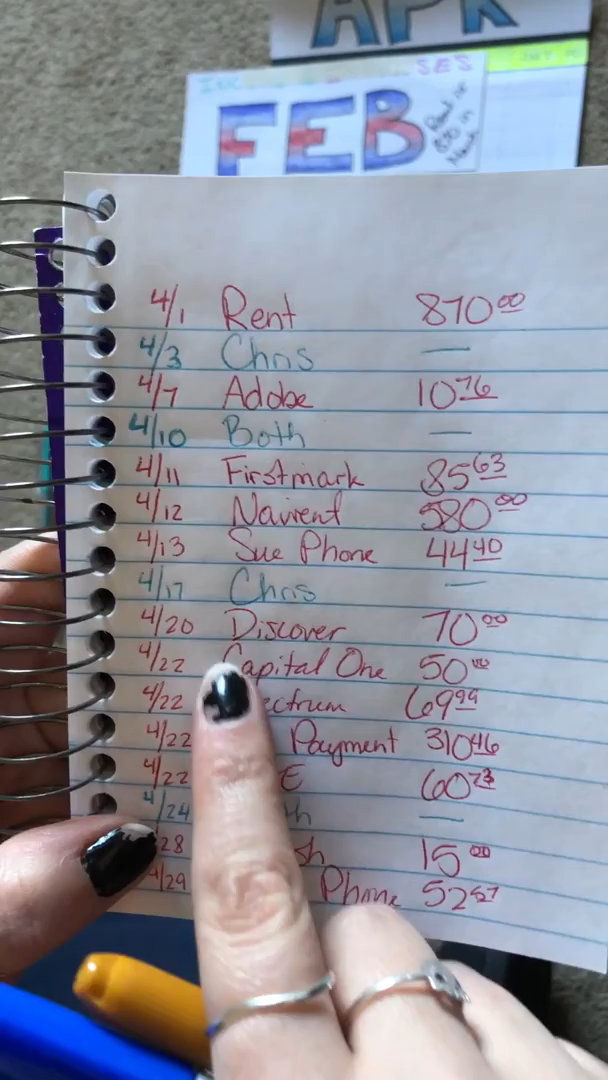 APR
SES
FEB
4/1 Rent 870.00
4/3 Chris —
4/7 Adobe 10.76
4/10 Both —
4/11 Firstmark 85.63
4/12 Navient 580.00
4/13 Sue Phone 44.40
4/17 Chris —
4/20 Discover 70.00
4/22 Capital One 50.00
4/22 ectrum 69.99
4/22 Payment 310.46
4/22 E 60.23
4/24 th —
28 sh 15.00
4/29 Phone 52.27